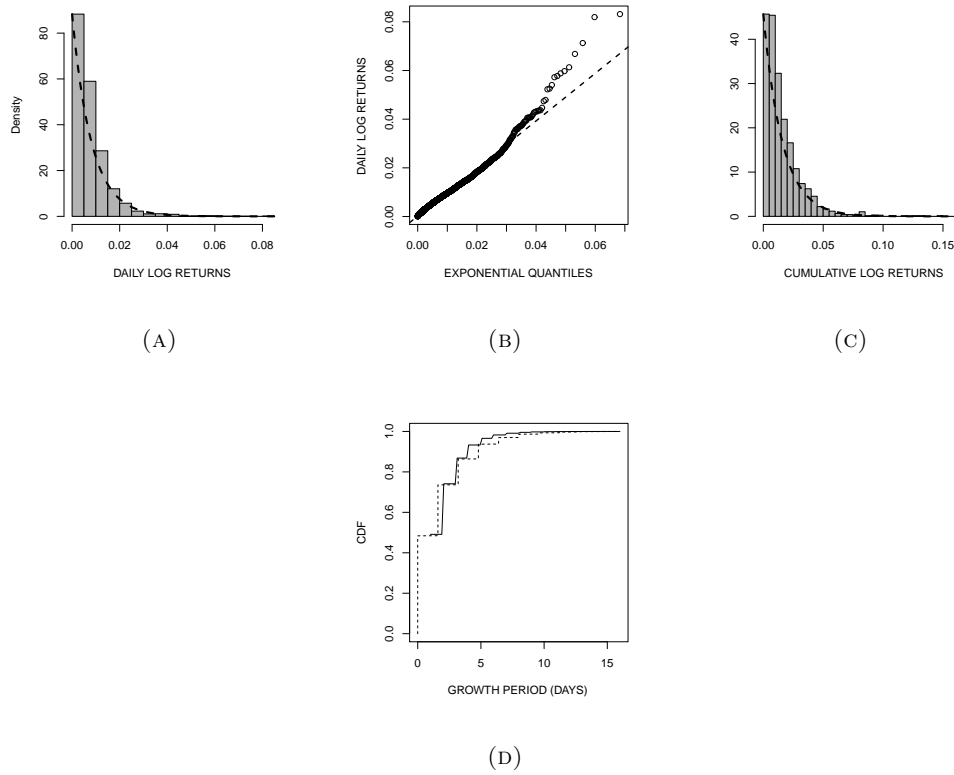 Density
0 20 40 60 80
0.00 0.02 0.04 0.06 0.08
DAILY LOG RETURNS
(A)
DAILY LOG RETURNS
0.00 0.02 0.04 0.06 0.08
0.00 0.02 0.04 0.06
EXPONENTIAL QUANTILES
(B)
0 10 20 30 40
0.00 0.05 0.10 0.15
CUMULATIVE LOG RETURNS
(C)
CDF
0.0 0.2 0.4 0.6 0.8 1.0
0 5 10 15
GROWTH PERIOD (DAYS)
(D)